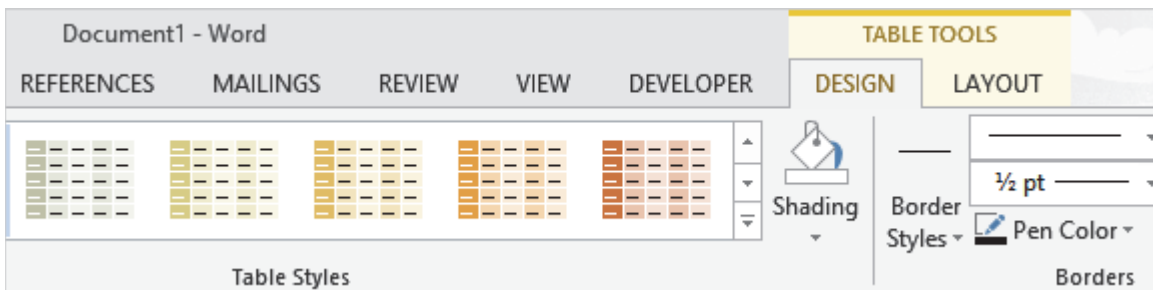 Document1 - Word
TABLE TOOLS
REFERENCES MAILINGS REVIEW VIEW DEVELOPER DESIGN LAYOUT
½ pt
Shading
Border
Styles
Pen Color
Table Styles
Borders